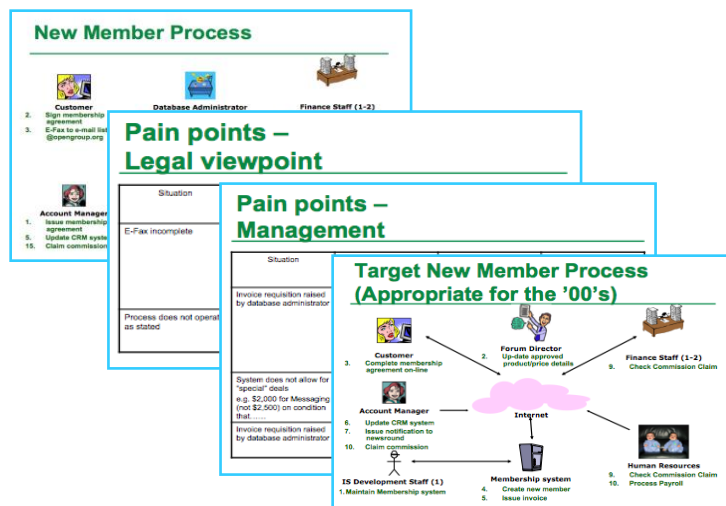 New Member Process
Customer
2. Sign membership
agreement
3. E-Fax to e-mail list
@opengroup.org
Database Administrator
Finance Staff (1-2)
Account Manager
1. Issue membership
agreement
5. Update CRM syste
15. Claim commission
Pain points –
Legal viewpoint
Situation
E-Fax incomplete
Process does not operat
as stated
Pain points –
Management
Situation
Invoice requisition raised
by database administrator
System does not allow for
"special" deals
e.g. $2,000 for Messaging
(not $2,500) on condition
that……
Invoice requisition raised
by database administrator
Target New Member Process
(Appropriate for the ’00’s)
Customer
3. Complete membership
agreement on-line
Forum Director
2. Up-date approved
product/price details
Finance Staff (1-2)
9. Check Commission Claim
Account Manager
6. Update CRM system
7. Issue notification to
newsround
10. Claim commission
Internet
IS Development Staff (1)
1. Maintain Membership system
Membership system
4. Create new member
5. Issue invoice
Human Resources
9. Check Commission Claim
10. Process Payroll